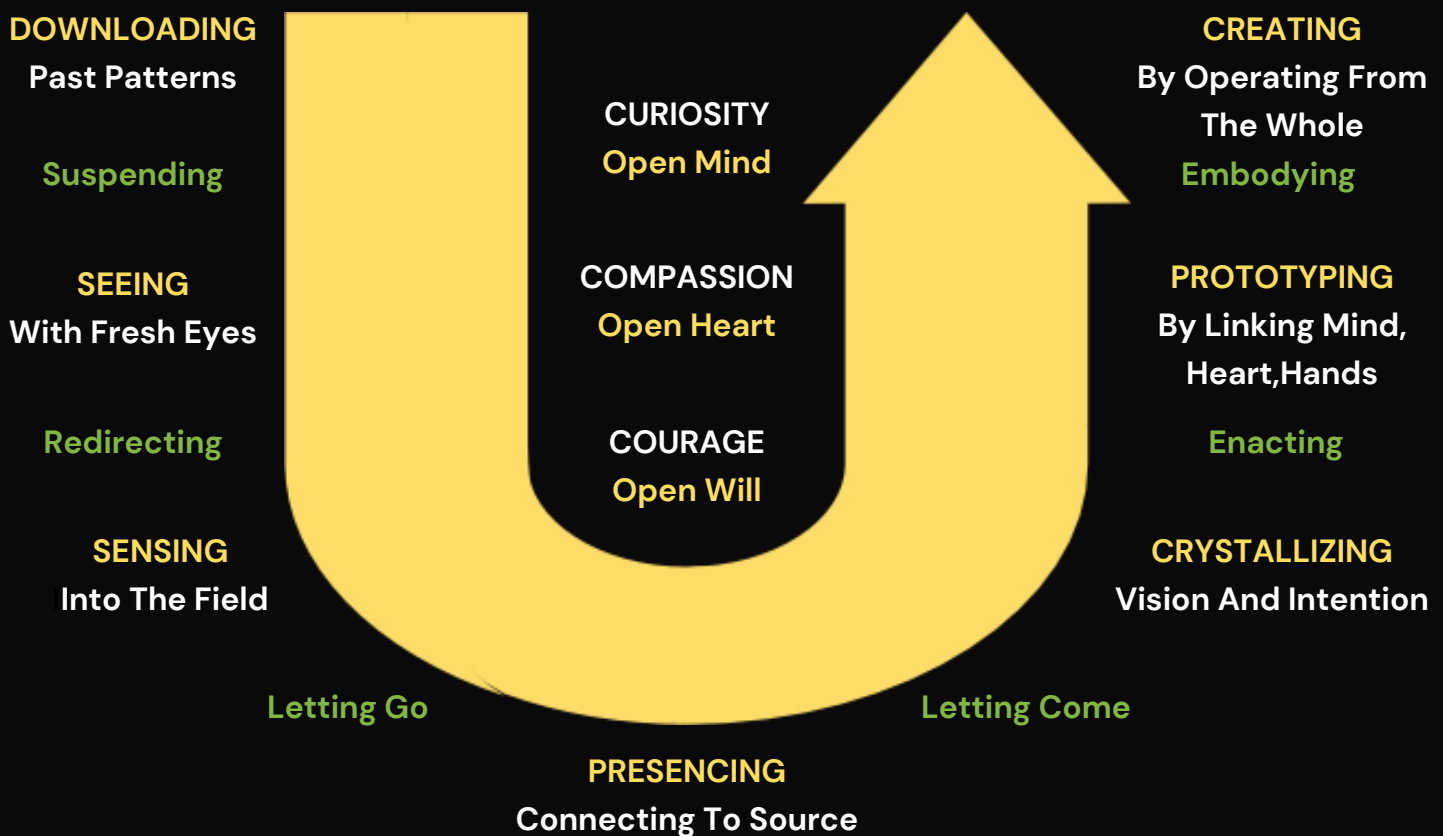 DOWNLOADING
Past Patterns
Suspending
SEEING
With Fresh Eyes
Redirecting
SENSING
Into The Field
Letting Go
PRESENCING
Connecting To Source
Letting Come
CRYSTALLIZING
Vision And Intention
Enacting
PROTOTYPING
By Linking Mind,
Heart,Hands
Embodying
CREATING
By Operating From
The Whole
CURIOSITY
Open Mind
COMPASSION
Open Heart
COURAGE
Open Will